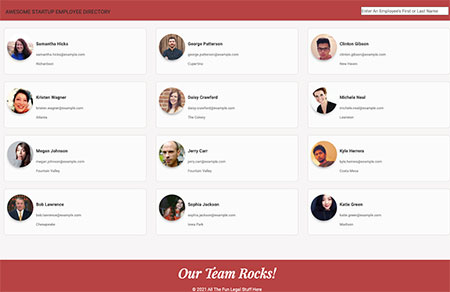 AWESOME STARTUP EMPLOYEE DIRECTORY
Enter An Employee's First or Last Name
Samantha Hicks
samantha.hicks@example.com
Richardson
George Patterson
george.patterson@example.com
Cupertino
Clinton Gibson
clinton.gibson@example.com
New Haven
Kristen Wagner
kristen.wagner@example.com
Atlanta
Daisy Crawford
daisy.crawford@example.com
The Colony
Michele Neal
michele.neal@example.com
Megan Johnson
megan.johnson@example.com
Fountain Valley
Jerry Carr
jerry.carr@example.com
Fountain Valley
Kyle Herrera
kyle.herrera@example.com
Costa Mesa
Bob Lawrence
bob.lawrence@example.com
Chesapeake
Sophia Jackson
sophia.jackson@example.com
Iowa Park
Katie Green
katie.green@example.com
Madison
Our Team Rocks!
© 2021 All The Fun Legal Stuff Here